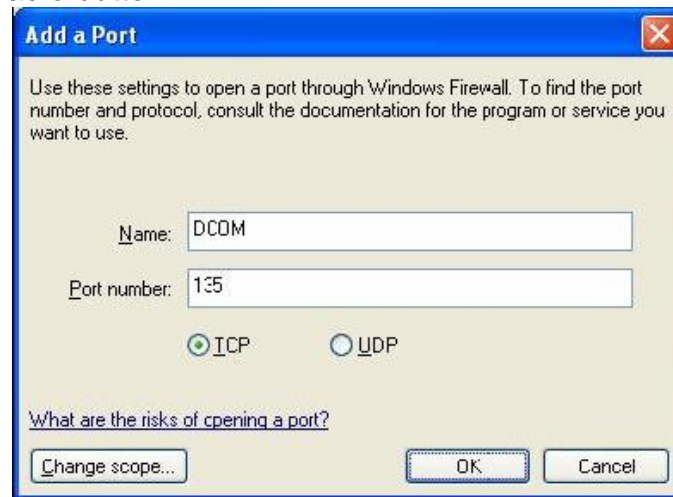 Add a Port
Use these settings to open a port through Windows Firewall. To find the port
number and protocol, consult the documentation for the program or service you
want to use.
Name:
DCOM
Port number:
135
TCP
UDP
What are the risks of opening a port?
Change scope...
OK
Cancel